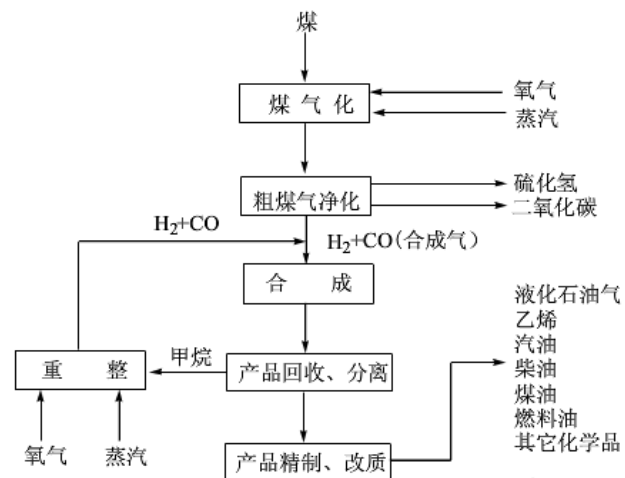 煤
煤 气 化
氧气
蒸汽
粗煤气净化
硫化氢
二氧化碳
H₂+CO
H₂+CO(合成气)
合 成
液化石油气
乙烯
汽油
柴油
煤油
燃料油
其它化学品
重 整
甲烷
产品回收、分离
氧气
蒸汽
产品精制、改质